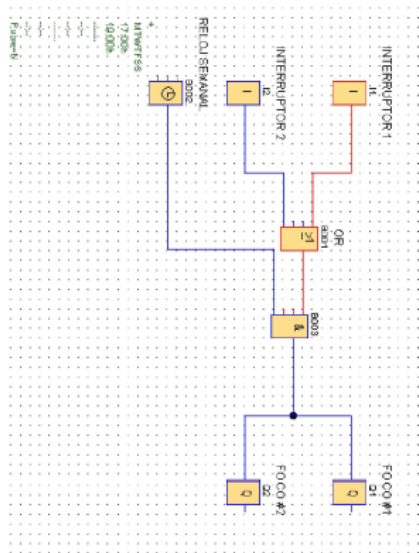 INTERRUPTOR 1
I1
I
INTERRUPTOR 2
I2
I
RELOJ SEMANAL
B002
MTWTFSS
17:00h
19:00h
--:--
--:--
--:--
--:--
Pulse=N
OR
B001
≥1
B003
&
FOCO #1
Q1
Q
FOCO #2
Q2
Q